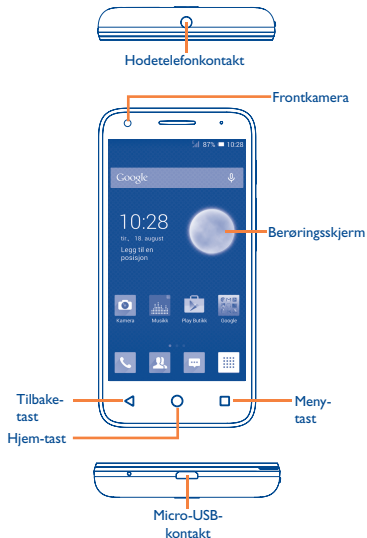 Hodetelefonkontakt
Frontkamera
87% 10:28
Google
10:28
tir., 18. august
Legg til en
posisjon
Berøringsskjerm
Kamera Musikk Play Butikk Google
Tilbake-
tast
Meny-
tast
Hjem-tast
Micro-USB-
kontakt